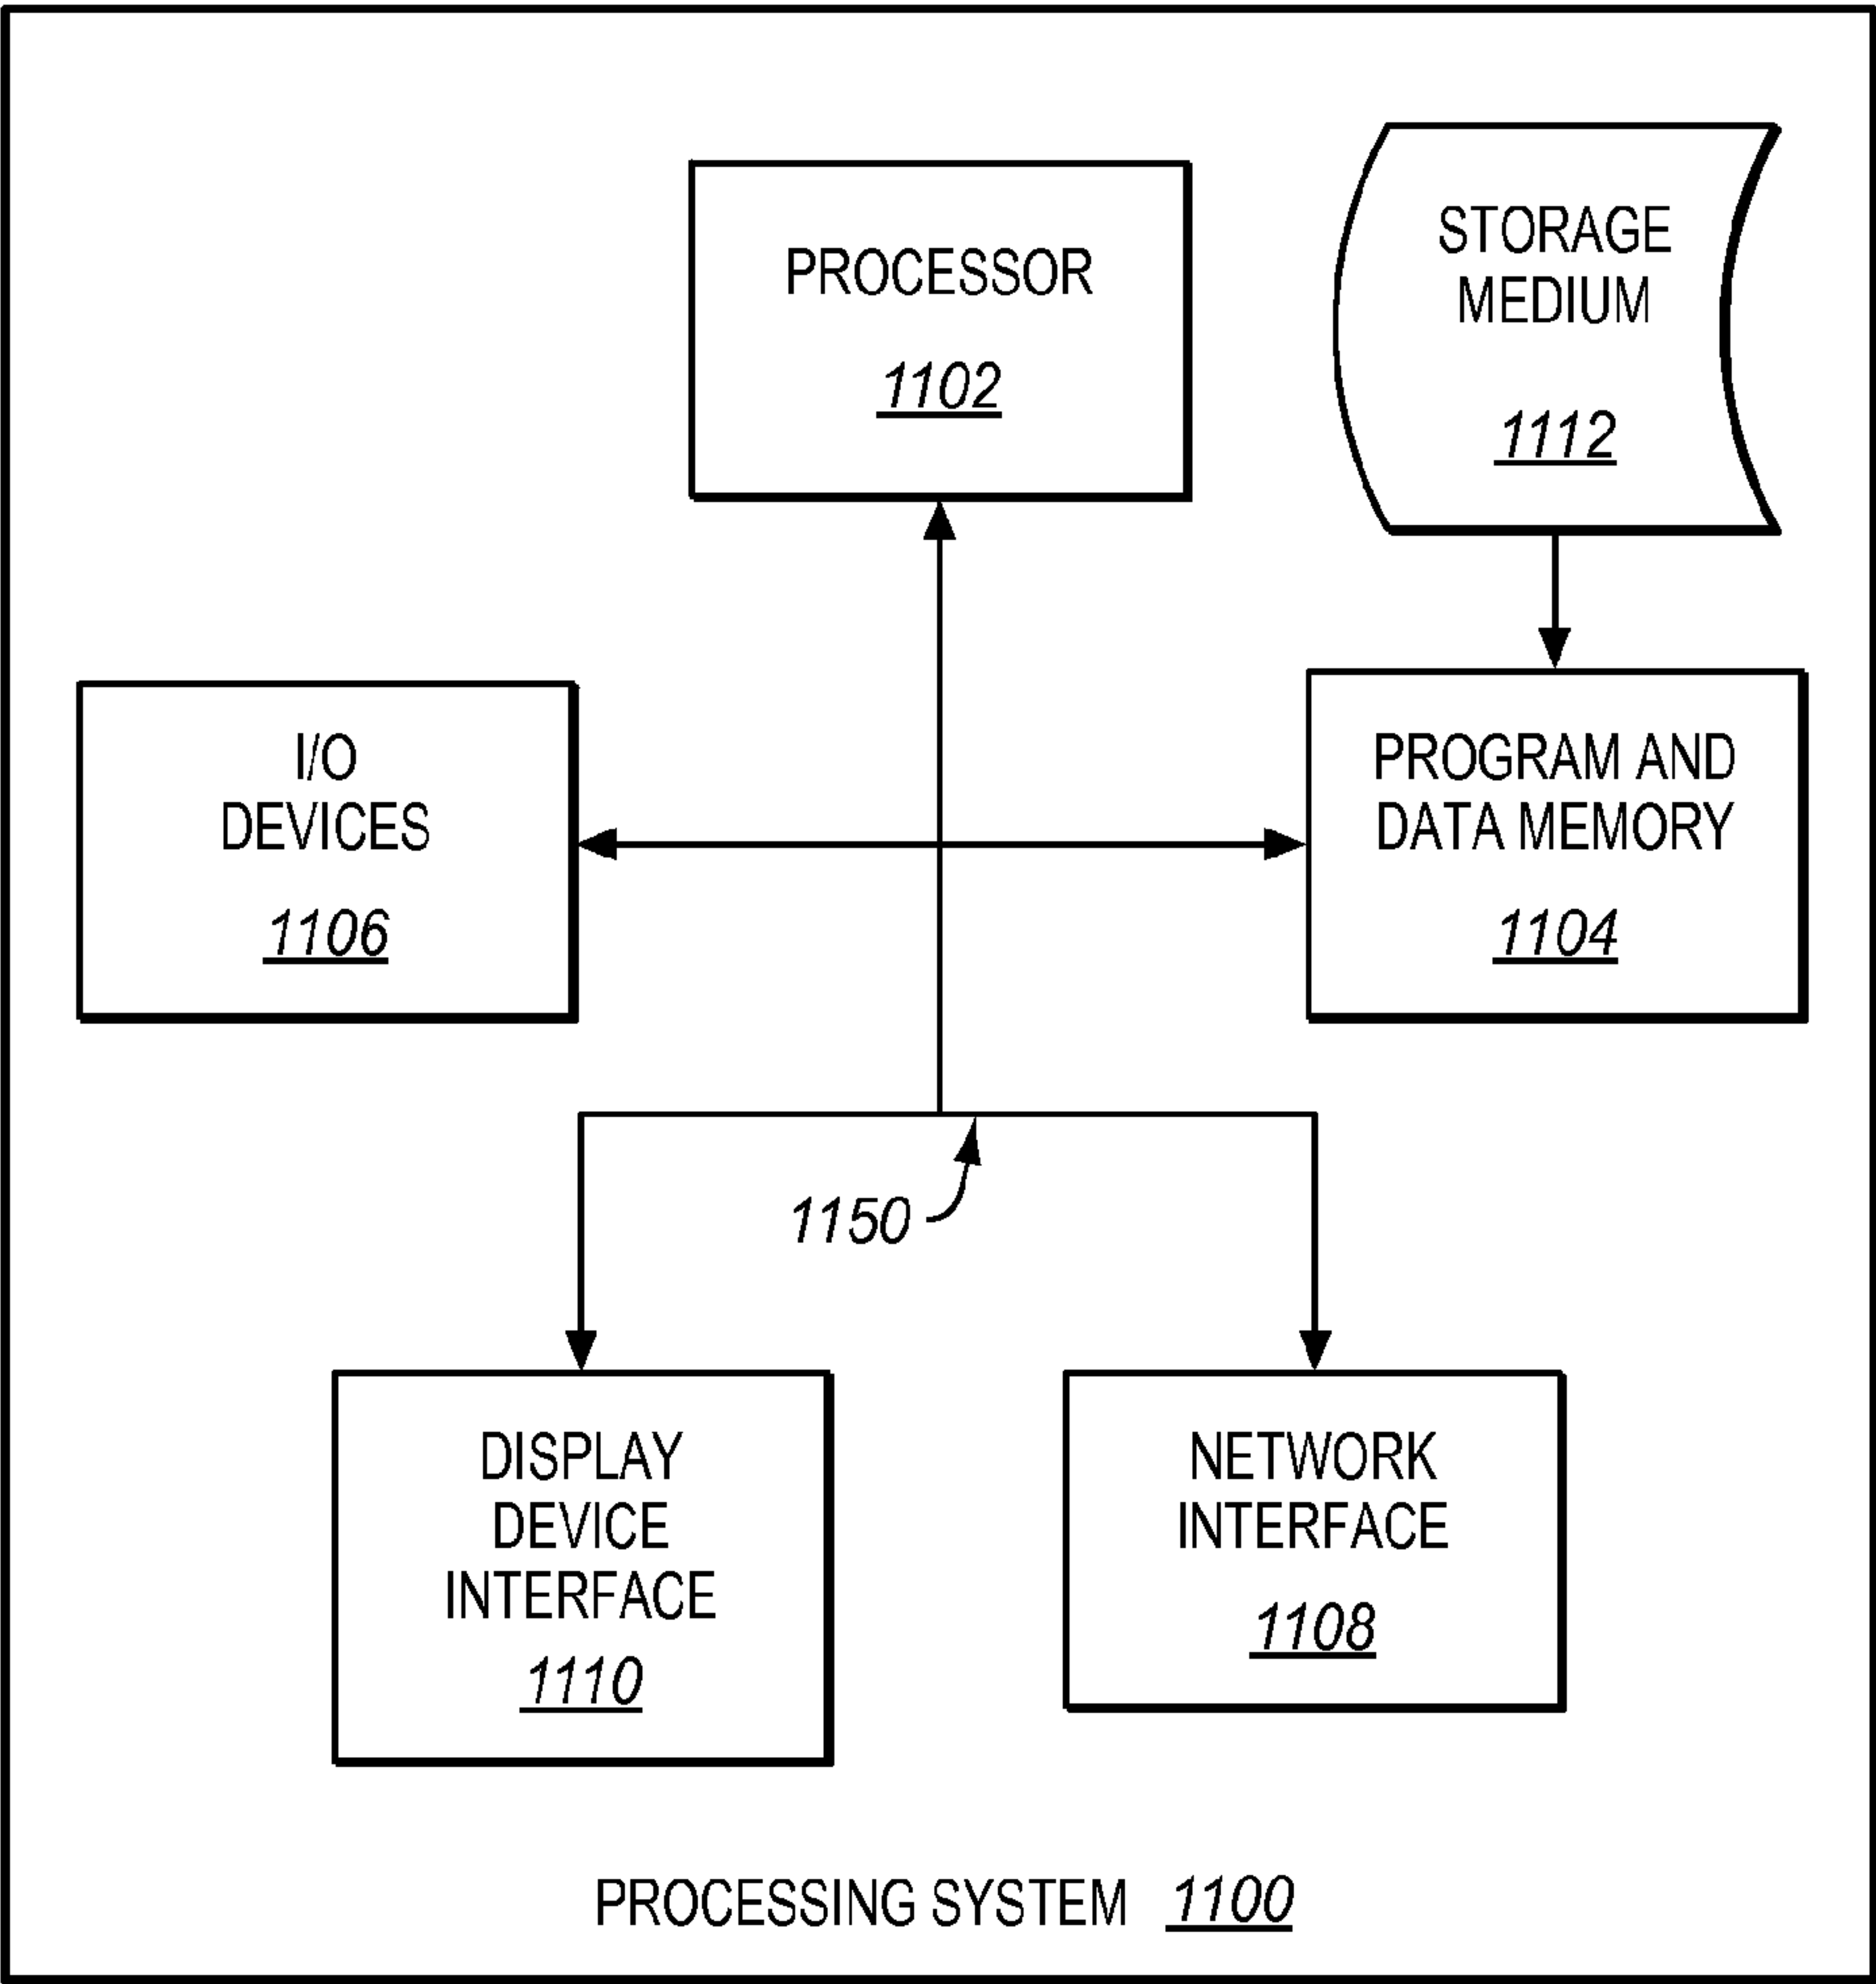 PROCESSOR
1102
STORAGE
MEDIUM
1112
I/O
DEVICES
1106
PROGRAM AND
DATA MEMORY
1104
1150
DISPLAY
DEVICE
INTERFACE
1110
NETWORK
INTERFACE
1108
PROCESSING SYSTEM 1100